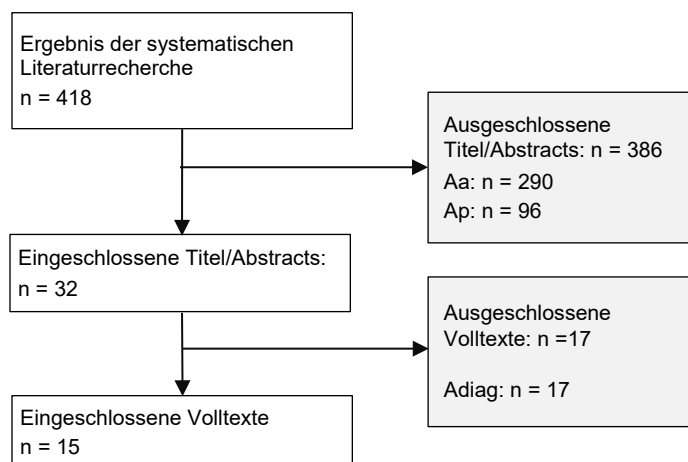 Ergebnis der systematischen
Literaturrecherche
n = 418
Ausgeschlossene
Titel/Abstracts: n = 386
Aa: n = 290
Ap: n = 96
Eingeschlossene Titel/Abstracts:
n = 32
Ausgeschlossene
Volltexte: n =17
Adiag: n = 17
Eingeschlossene Volltexte
n = 15